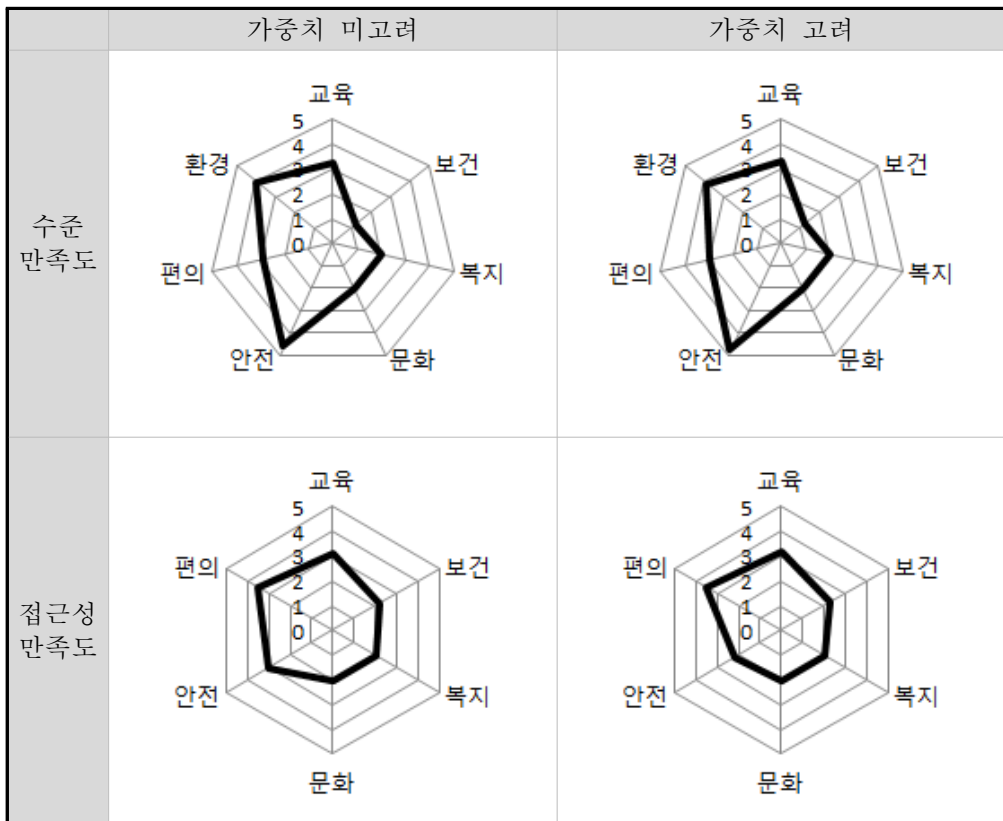 가중치 미고려
가중치 고려
수준
만족도
교육
보건
복지
문화
안전
편의
환경
5
4
3
2
1
0
교육
보건
복지
문화
안전
편의
환경
5
4
3
2
1
0
접근성
만족도
교육
보건
복지
문화
안전
편의
5
4
3
2
1
0
교육
보건
복지
문화
안전
편의
5
4
3
2
1
0